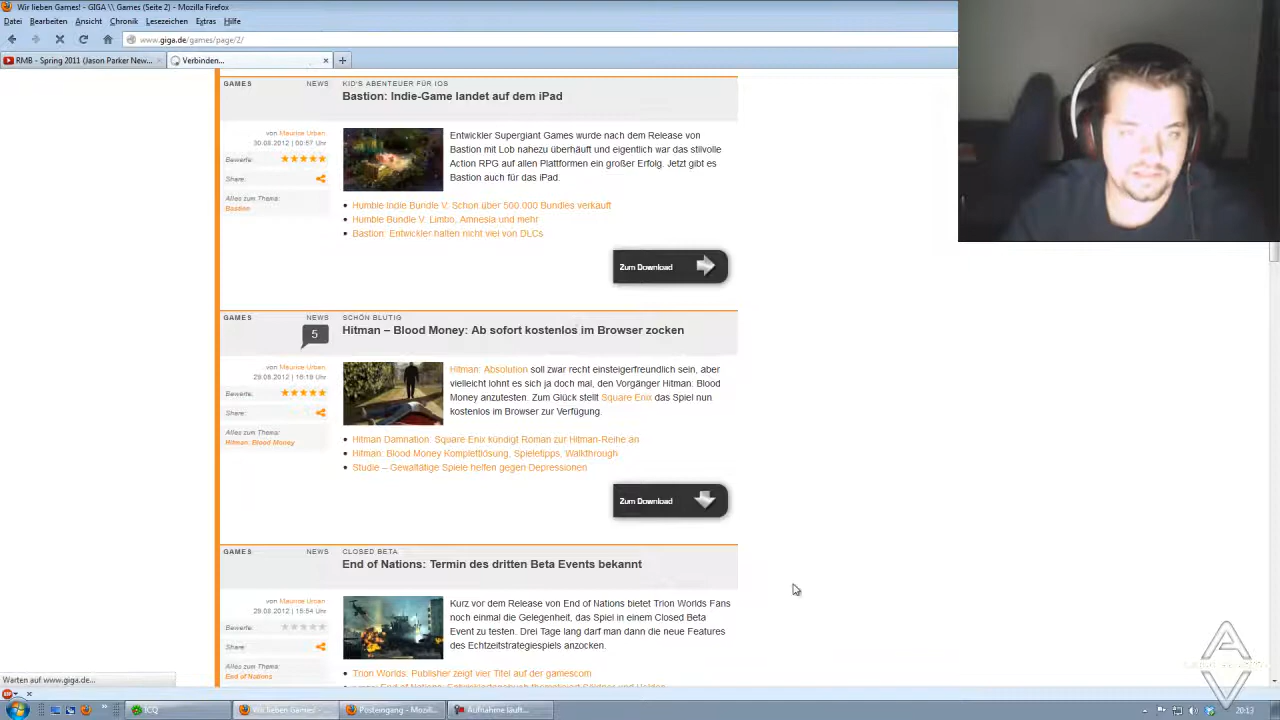 Wir lieben Games! - GIGA \\ Games (Seite 2) - Mozilla Firefox
Datei Bearbeiten Ansicht Chronik Lesezeichen Extras Hilfe
www.giga.de/games/page/2/
RMB - Spring 2011 (Jason Parker New...
Verbinden...
GAMES NEWS KID'S ABENTEUER FÜR IOS
Bastion: Indie-Game landet auf dem iPad
von Maurice Urban
30.08.2012 | 00:57 Uhr
Bewerte:
Share:
Alles zum Thema:
Bastion
Entwickler Supergiant Games wurde nach dem Release von
Bastion mit Lob nahezu überhäuft und eigentlich war das stilvolle
Action RPG auf allen Plattformen ein großer Erfolg. Jetzt gibt es
Bastion auch für das iPad.
Humble Indie Bundle V: Schon über 500.000 Bundles verkauft
Humble Bundle V: Limbo, Amnesia und mehr
Bastion: Entwickler halten nicht viel von DLCs
Zum Download
GAMES NEWS SCHÖN BLUTIG
5
Hitman – Blood Money: Ab sofort kostenlos im Browser zocken
von Maurice Urban
29.08.2012 | 16:19 Uhr
Bewerte:
Share:
Alles zum Thema:
Hitman: Blood Money
Hitman: Absolution soll zwar recht einsteigerfreundlich sein, aber
vielleicht lohnt es sich ja doch mal, den Vorgänger Hitman: Blood
Money anzutesten. Zum Glück stellt Square Enix das Spiel nun
kostenlos im Browser zur Verfügung.
Hitman Damnation: Square Enix kündigt Roman zur Hitman-Reihe an
Hitman: Blood Money Komplettlösung, Spieletipps, Walkthrough
Studie – Gewalttätige Spiele helfen gegen Depressionen
Zum Download
GAMES NEWS CLOSED BETA
End of Nations: Termin des dritten Beta Events bekannt
von Maurice Urban
29.08.2012 | 15:54 Uhr
Bewerte:
Share:
Alles zum Thema:
End of Nations
Kurz vor dem Release von End of Nations bietet Trion Worlds Fans
noch einmal die Gelegenheit, das Spiel in einem Closed Beta
Event zu testen. Drei Tage lang darf man dann die neue Features
des Echtzeitstrategiespiels anzocken.
Trion Worlds: Publisher zeigt vier Titel auf der gamescom
Warten auf www.giga.de...
ICQ
Wir lieben Games! - ...
Posteingang - Mozill...
Aufnahme läuft...
20:13